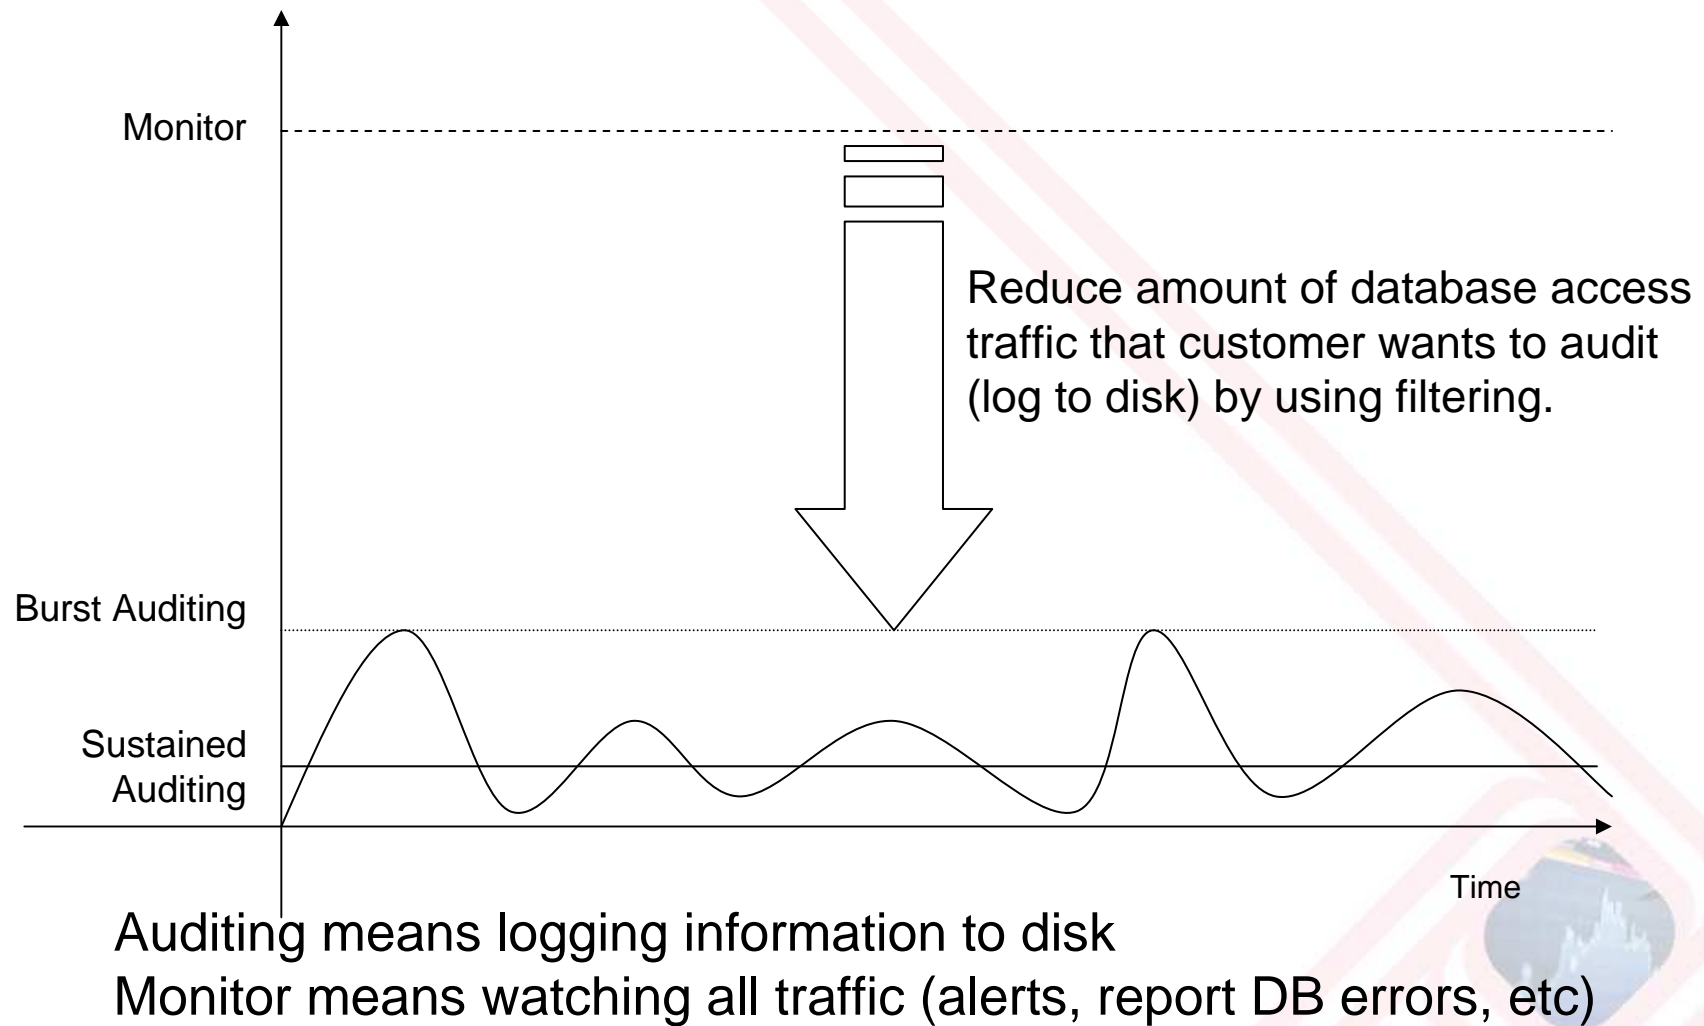 Monitor
Reduce amount of database access
traffic that customer wants to audit
(log to disk) by using filtering.
Burst Auditing
Sustained
Auditing
Time
Auditing means logging information to disk
Monitor means watching all traffic (alerts, report DB errors, etc)